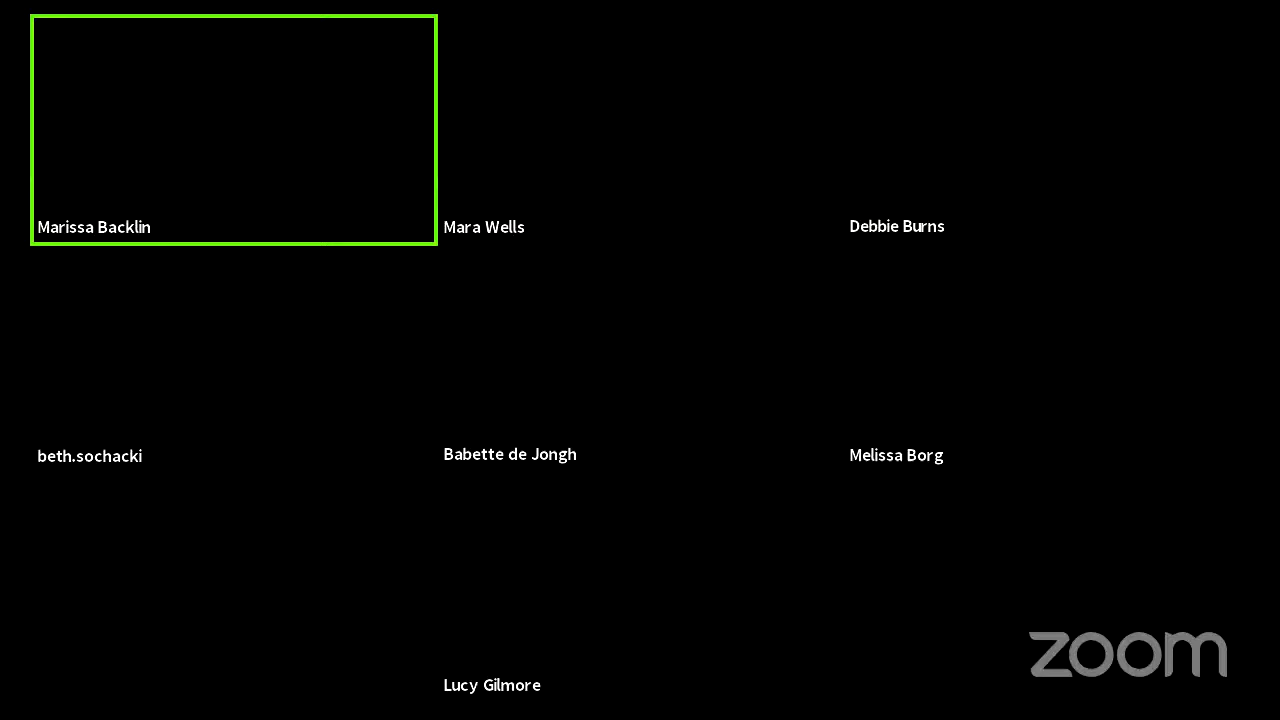 Marissa Backlin
Mara Wells
Debbie Burns
beth.sochacki
Babette de Jongh
Melissa Borg
Lucy Gilmore
zoom